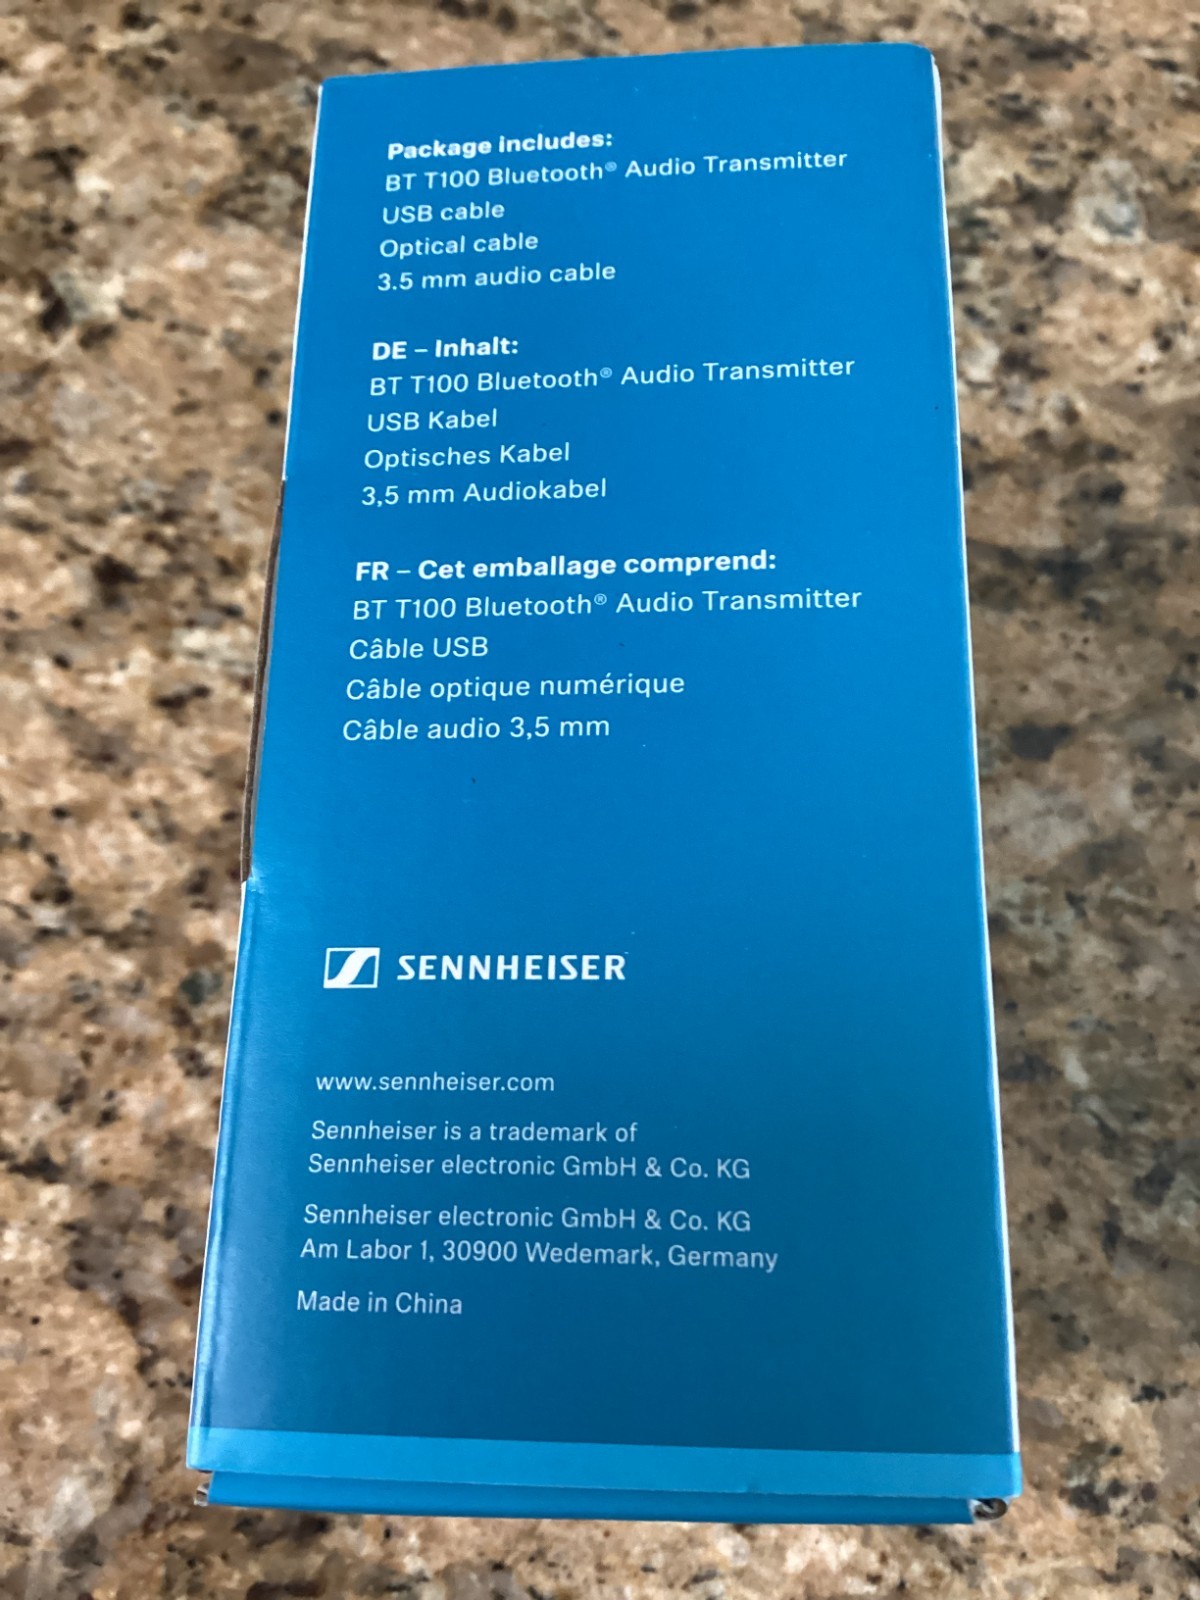 Package includes:
BT T100 Bluetooth® Audio Transmitter
USB cable
Optical cable
3.5 mm audio cable
DE – Inhalt:
BT T100 Bluetooth® Audio Transmitter
USB Kabel
Optisches Kabel
3,5 mm Audiokabel
FR – Cet emballage comprend:
BT T100 Bluetooth® Audio Transmitter
Câble USB
Câble optique numérique
Câble audio 3,5 mm
SENNHEISER
www.sennheiser.com
Sennheiser is a trademark of
Sennheiser electronic GmbH & Co. KG
Sennheiser electronic GmbH & Co. KG
Am Labor 1, 30900 Wedemark, Germany
Made in China